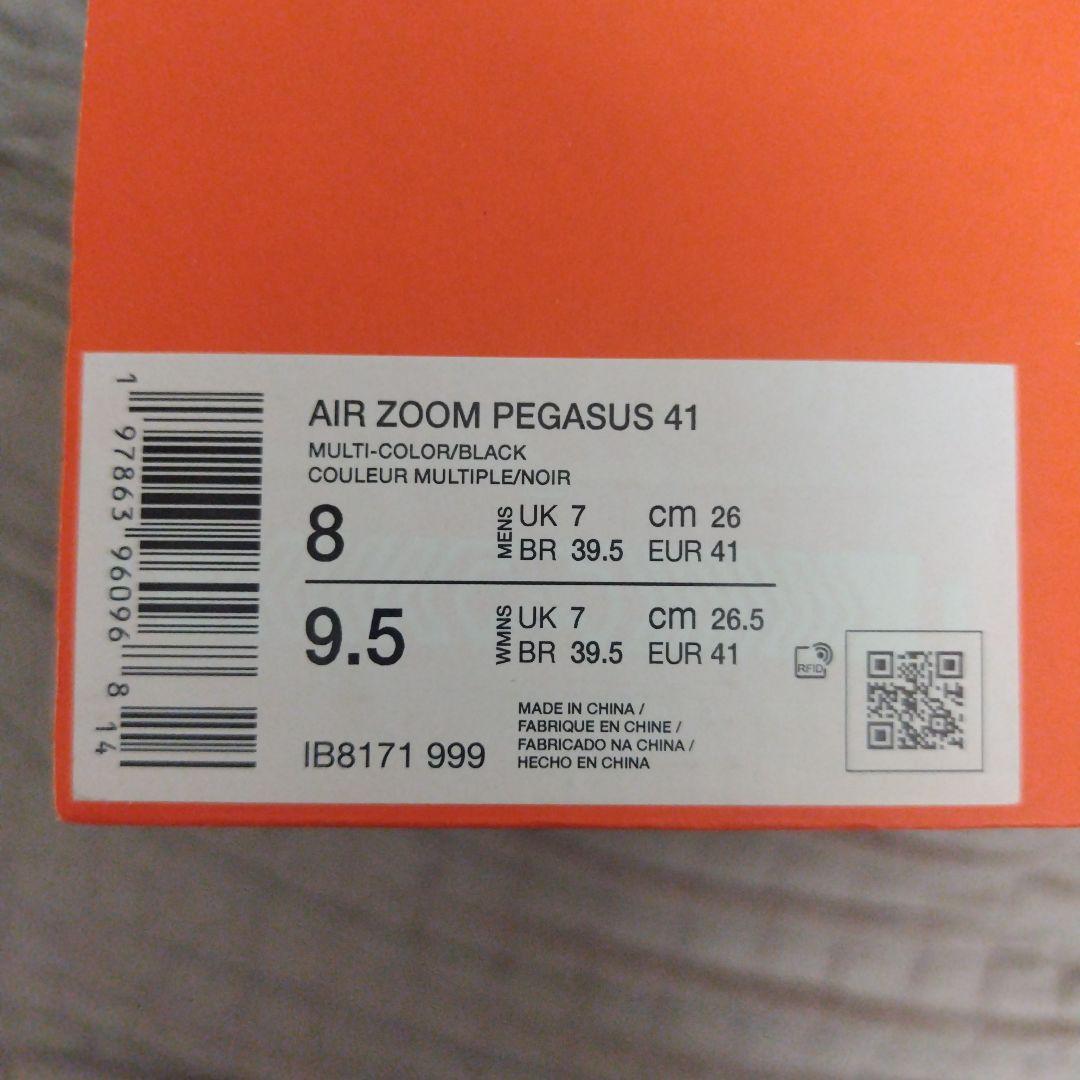 AIR ZOOM PEGASUS 41
MULTI-COLOR/BLACK
COULEUR MULTIPLE/NOIR
8 MENS UK 7 cm 26
BR 39.5 EUR 41
9.5 WMNS UK 7 cm 26.5
BR 39.5 EUR 41
RFID
IB8171 999
MADE IN CHINA /
FABRIQUE EN CHINE /
FABRICADO NA CHINA /
HECHO EN CHINA
1 97863 96096 8 14